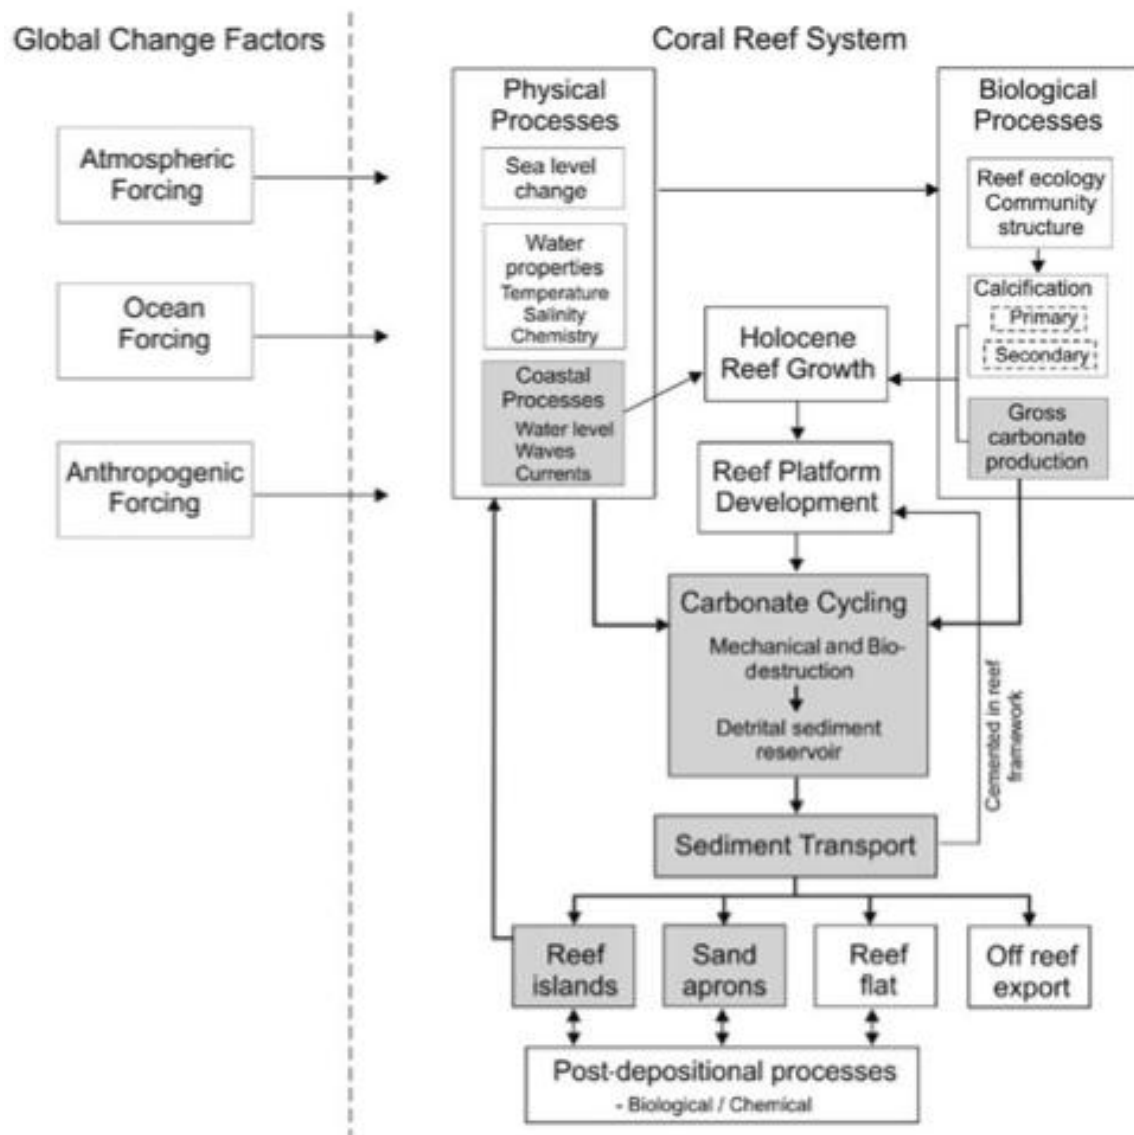 Global Change Factors
Coral Reef System
Atmospheric
Forcing
Ocean
Forcing
Anthropogenic
Forcing
Physical
Processes
Sea level
change
Water
properties
Temperature
Salinity
Chemistry
Coastal
Processes
Water level
Waves
Currents
Biological
Processes
Reef ecology
Community
structure
Calcification
Primary
Secondary
Gross
carbonate
production
Holocene
Reef Growth
Reef Platform
Development
Carbonate Cycling
Mechanical and Bio-
destruction
Detrital sediment
reservoir
Cemented in reef
framework
Sediment Transport
Reef
islands
Sand
aprons
Reef
flat
Off reef
export
Post-depositional processes
- Biological / Chemical